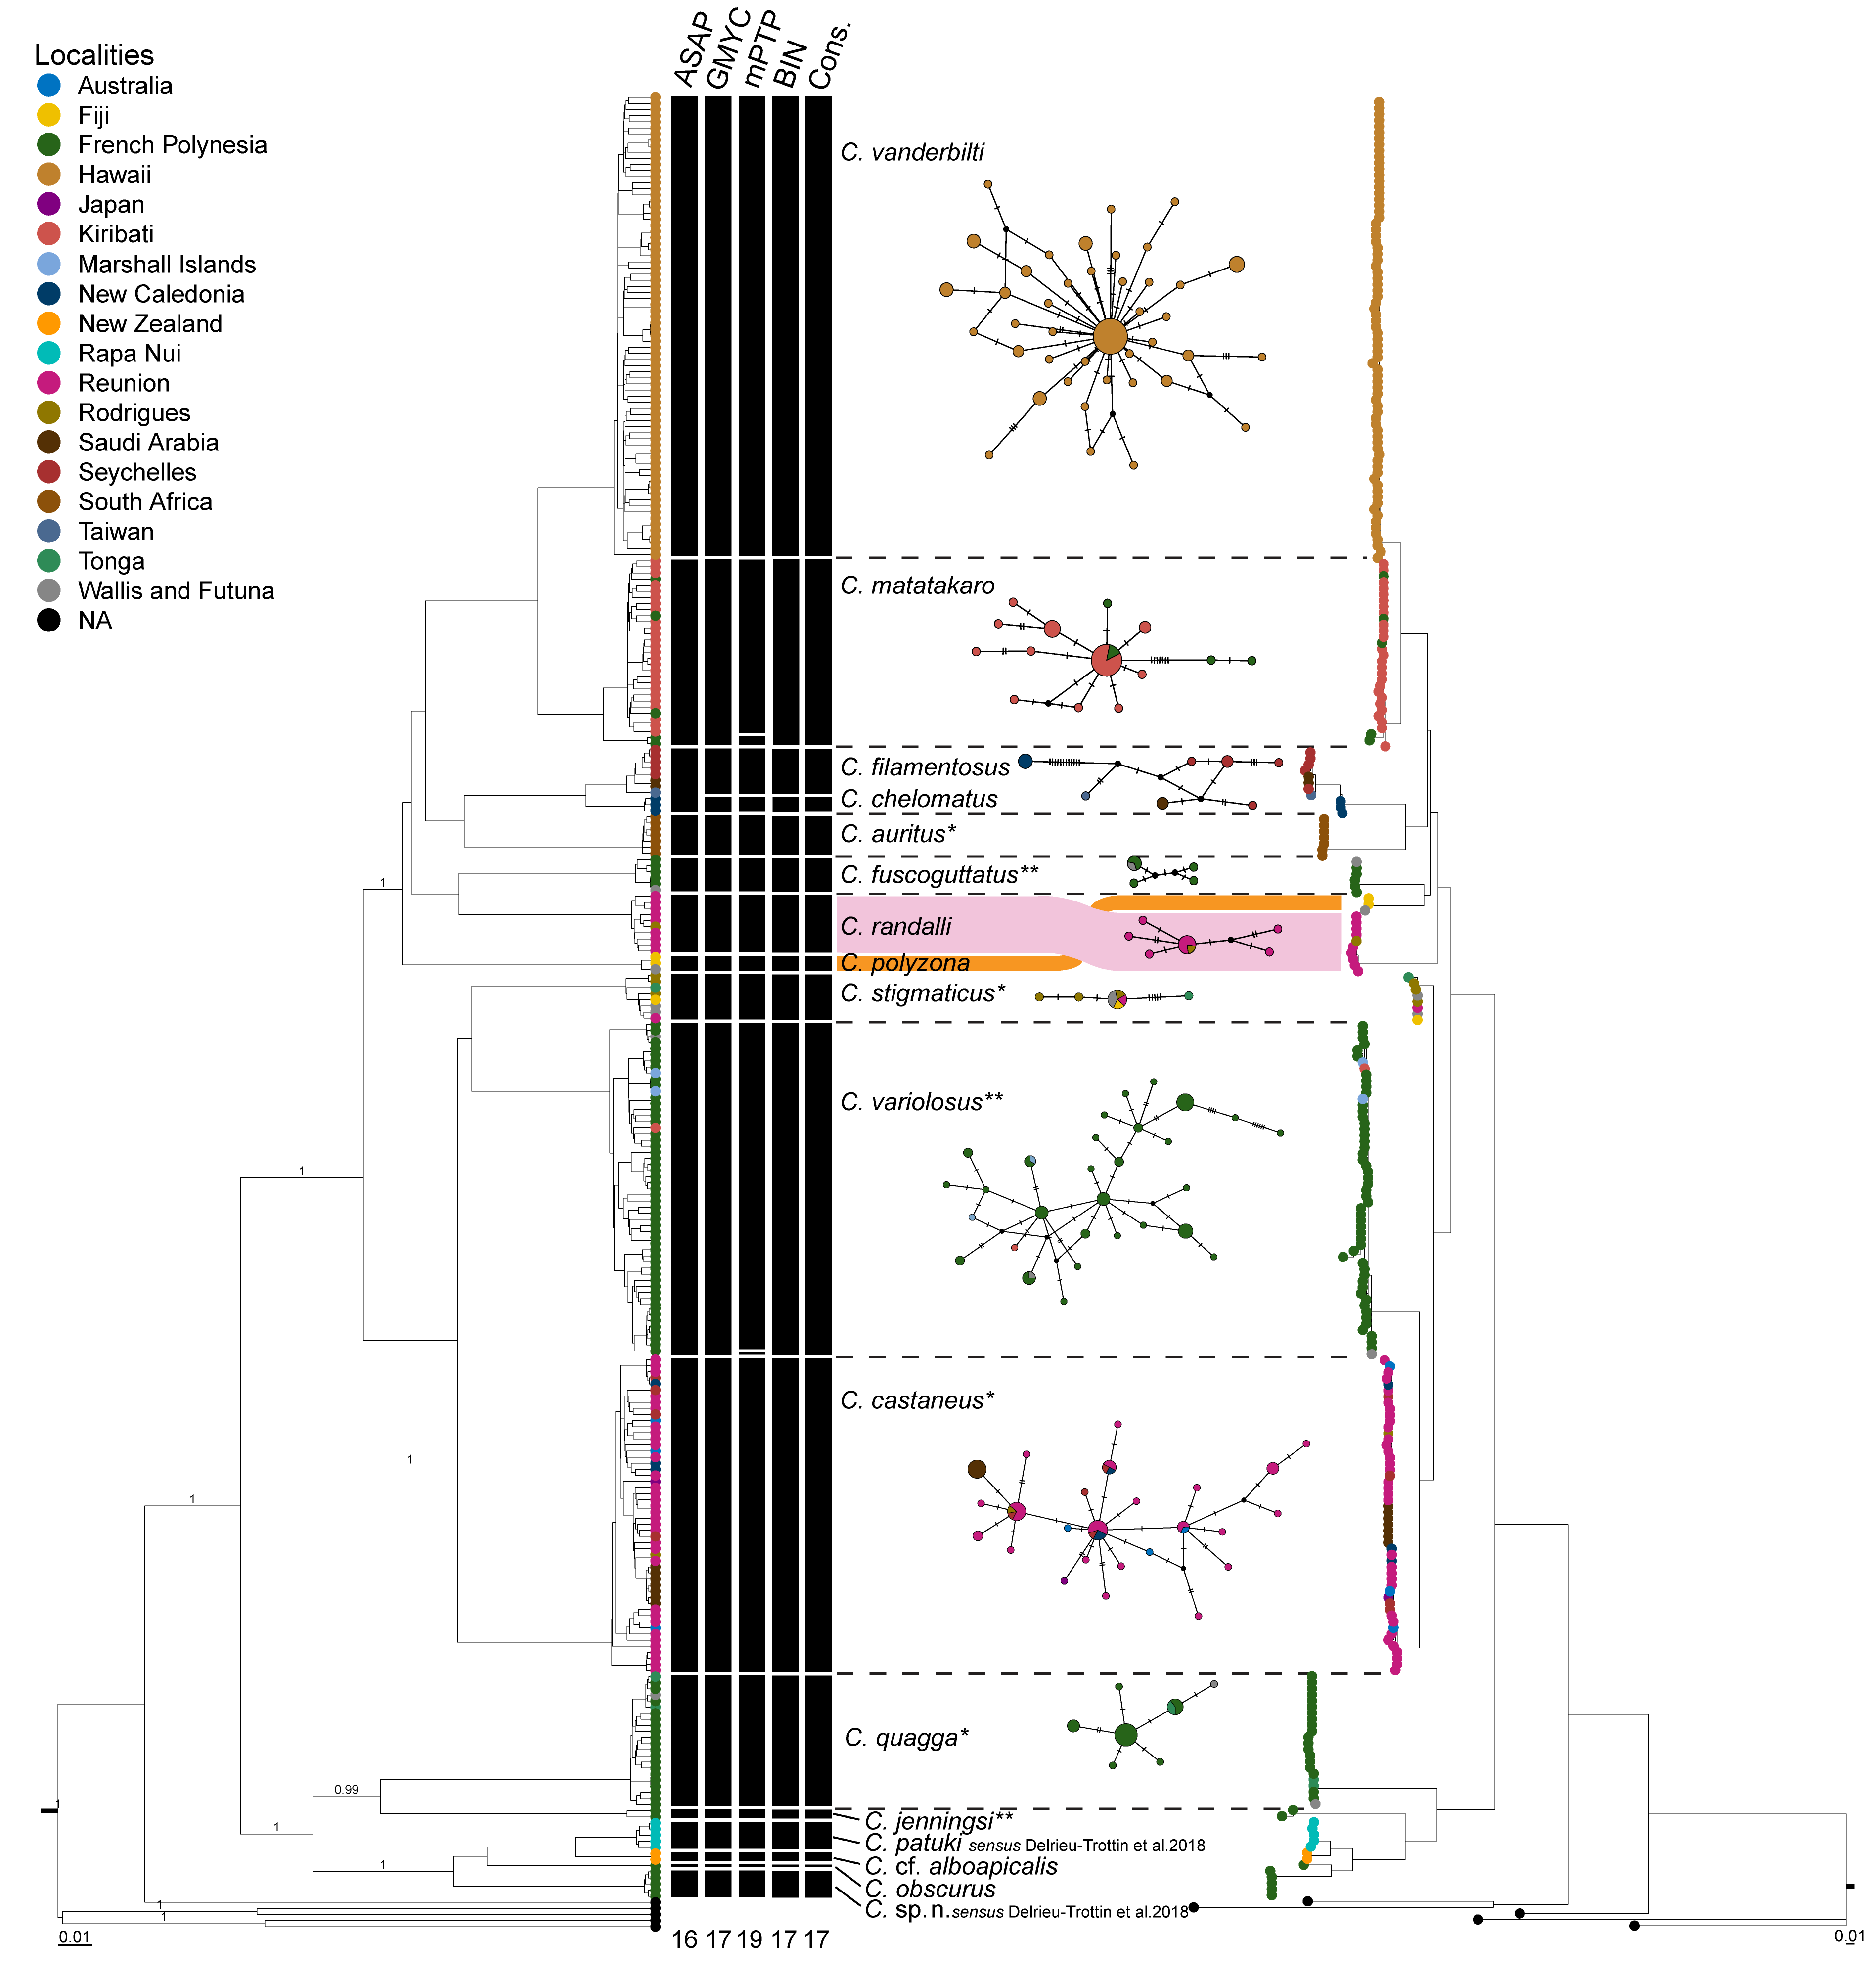 Localities
Australia
Fiji
French Polynesia
Hawaii
Japan
Kiribati
Marshall Islands
New Caledonia
New Zealand
Rapa Nui
Reunion
Rodrigues
Saudi Arabia
Seychelles
South Africa
Taiwan
Tonga
Wallis and Futuna
NA
ASAP
GMYC
mPTP
BIN
Cons.
C. vanderbilti
C. matatakaro
C. filamentosus
C. chelomatus
C. auritus*
C. fuscoguttatus**
1
C. randalli
C. polyzona
C. stigmaticus*
C. variolosus**
1
C. castaneus*
1
1
C. quagga*
0.99
1
C. jenningsi**
1
C. patuki sensus Delrieu-Trottin et al.2018
1
C. cf. alboapicalis
C. obscurus
1
C. sp. n. sensus Delrieu-Trottin et al.2018
1
0.01
16 17 19 17 17
0.01